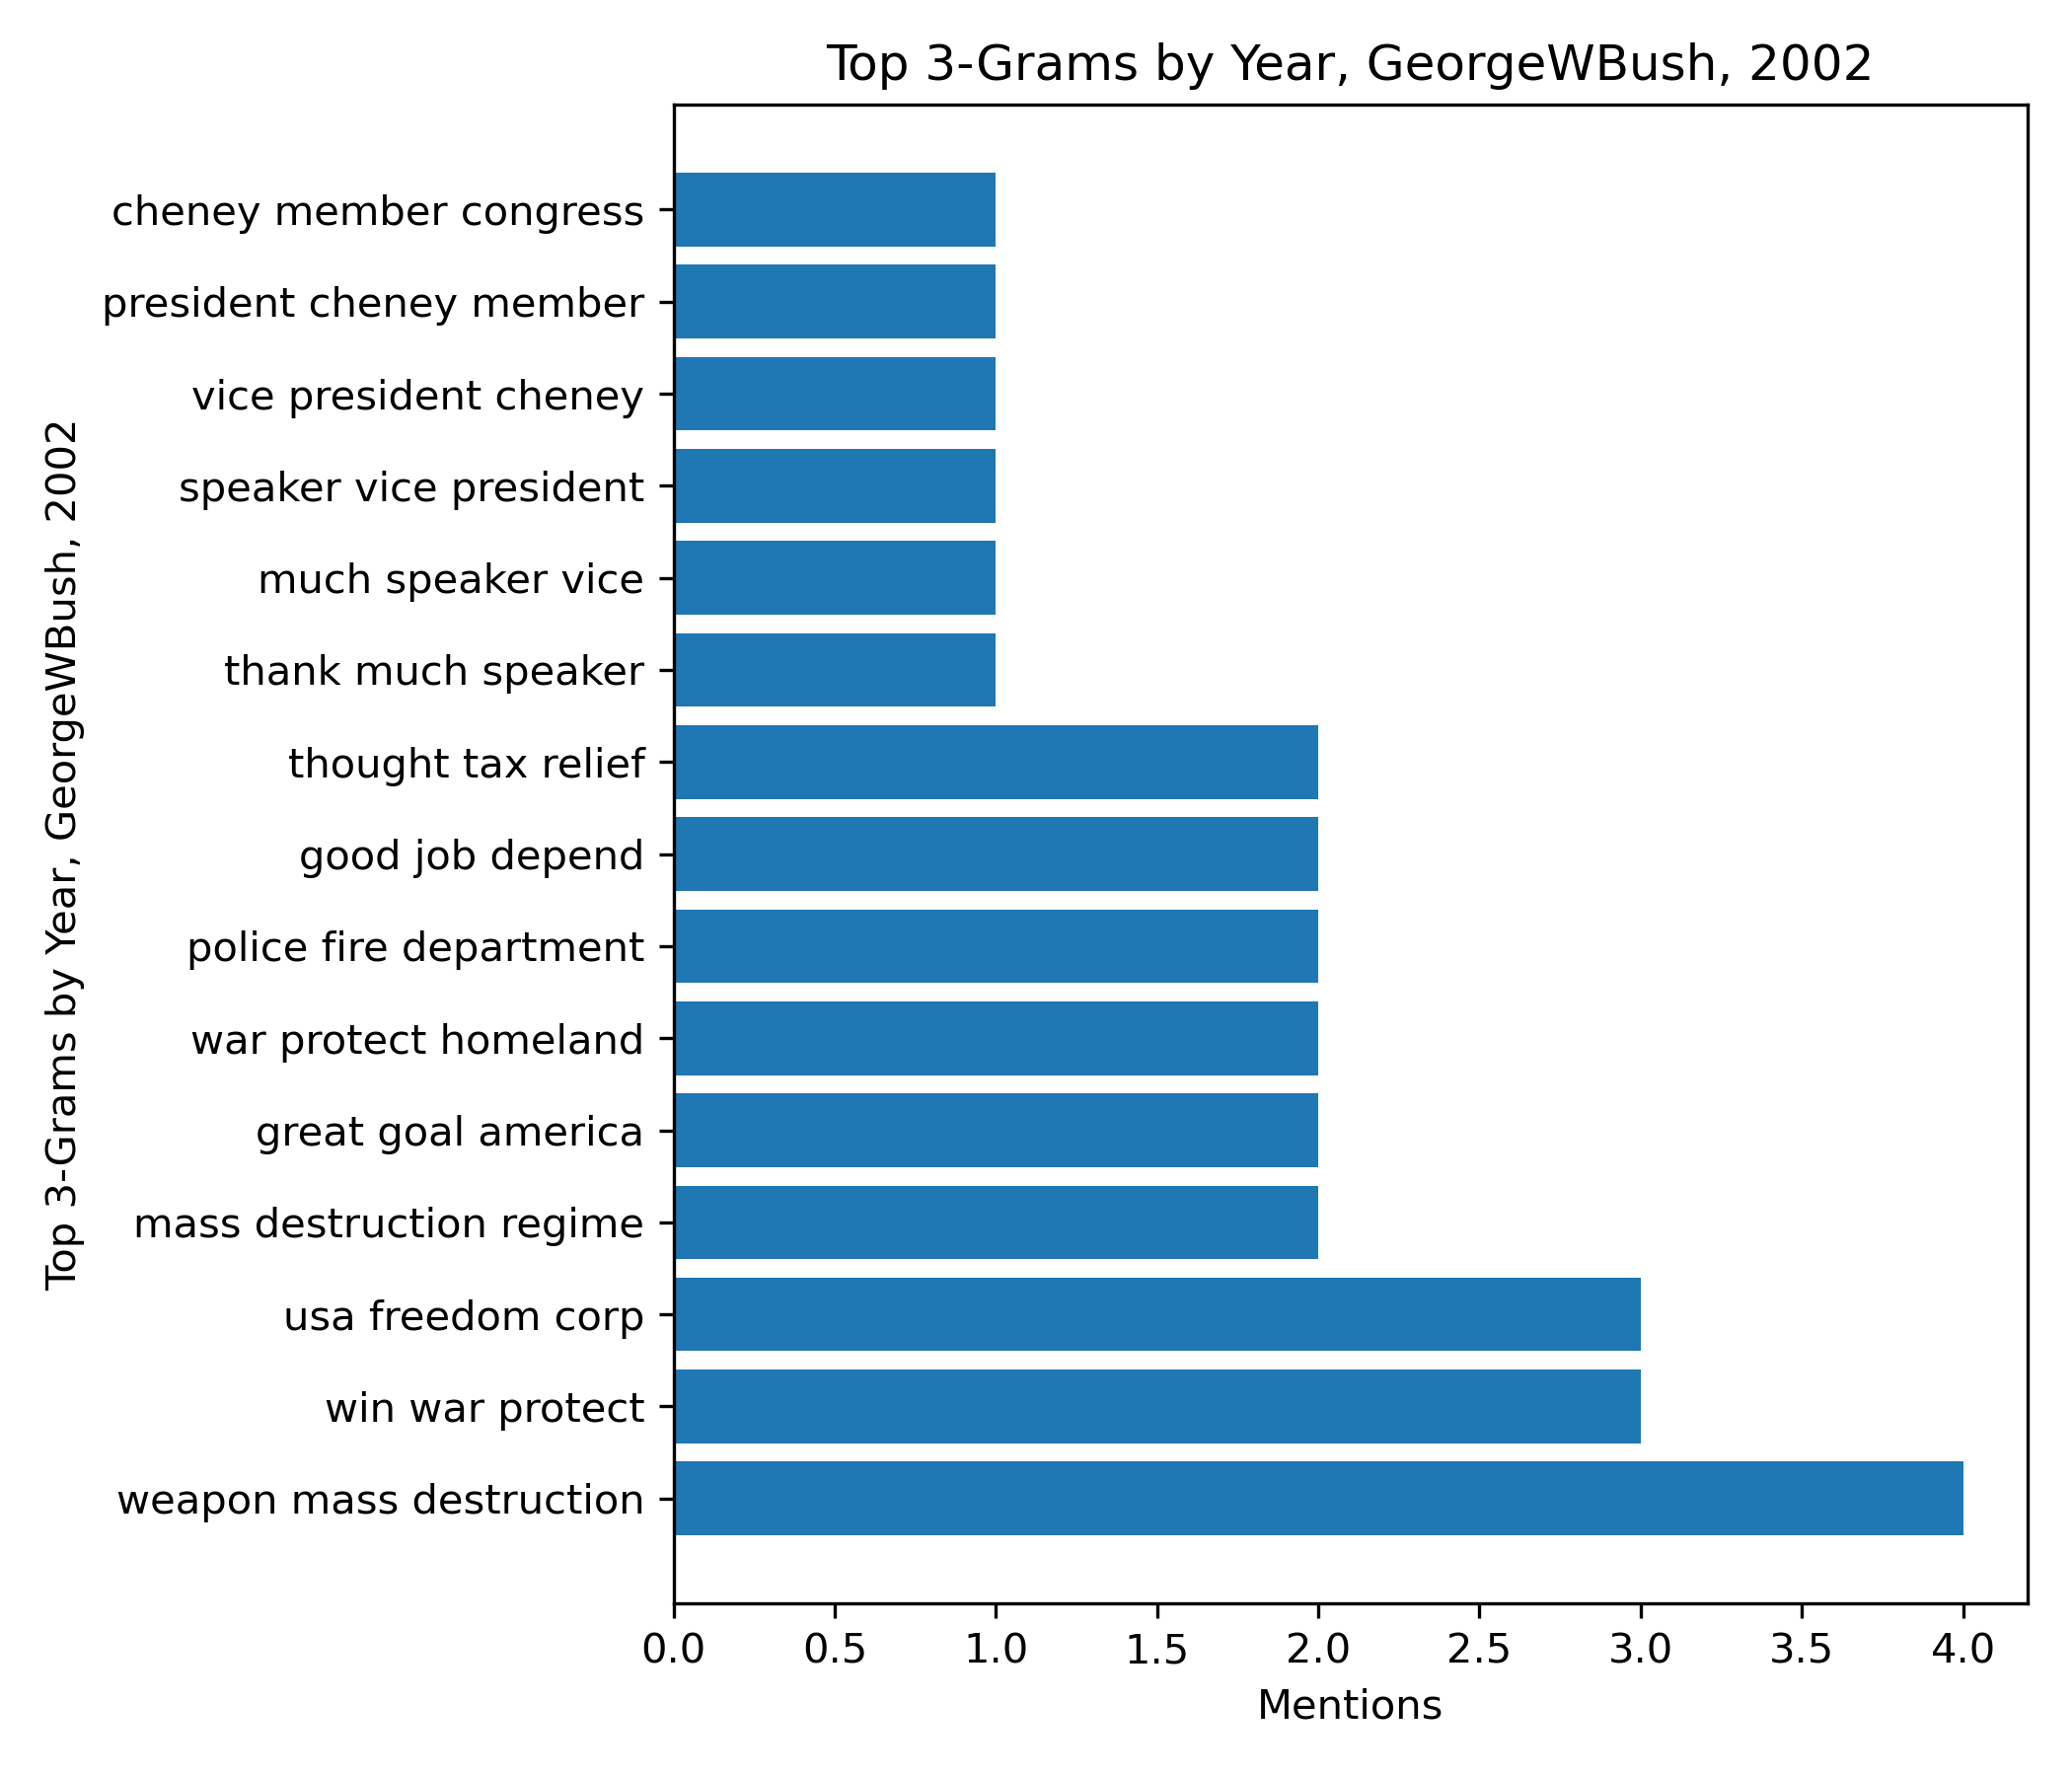 Top 3-Grams by Year, GeorgeWBush, 2002
Top 3-Grams by Year, GeorgeWBush, 2002
cheney member congress
president cheney member
vice president cheney
speaker vice president
much speaker vice
thank much speaker
thought tax relief
good job depend
police fire department
war protect homeland
great goal america
mass destruction regime
usa freedom corp
win war protect
weapon mass destruction
0.0 0.5 1.0 1.5 2.0 2.5 3.0 3.5 4.0
Mentions